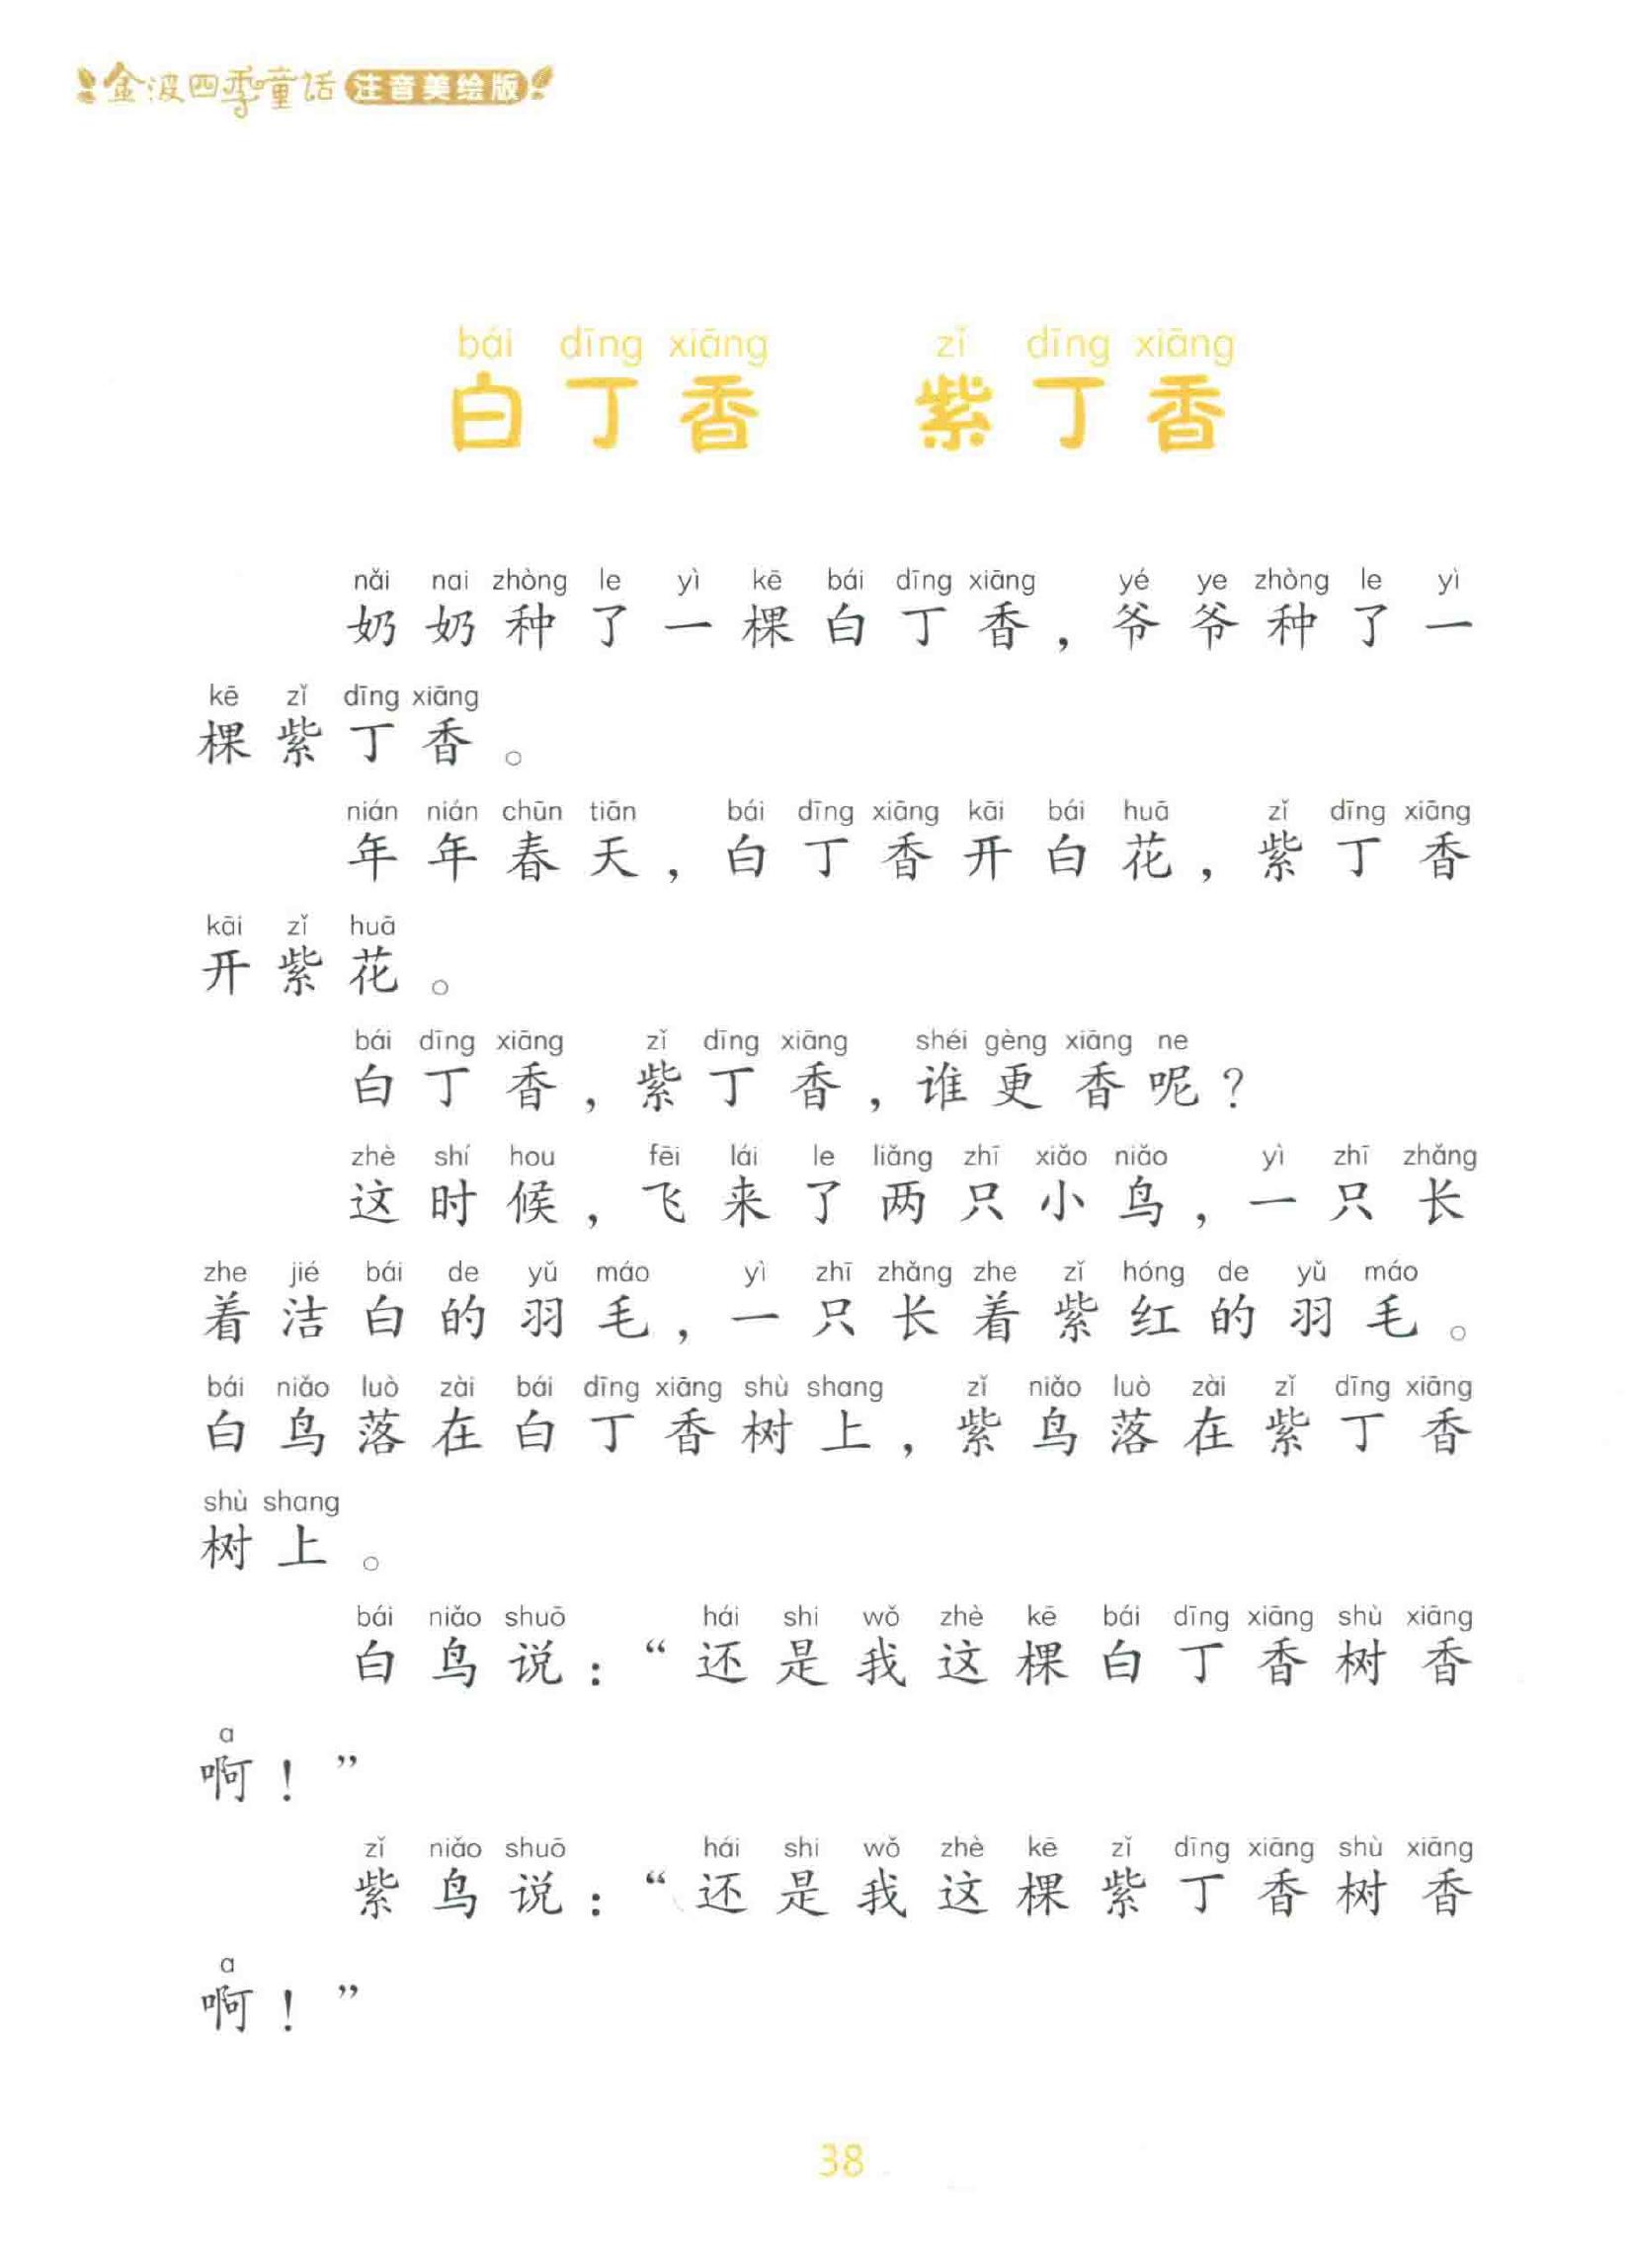 金波四季童话 注音美绘版
bái dīng xiāng zǐ dīng xiāng
白丁香 紫丁香
nǎi nai zhòng le yì kē bái dīng xiāng yé ye zhòng le yì
奶奶种了一棵白丁香，爷爷种了一
kē zǐ dīng xiāng
棵紫丁香。
nián nián chūn tiān bái dīng xiāng kāi bái huā zǐ dīng xiāng
年年春天，白丁香开白花，紫丁香
kāi zǐ huā
开紫花。
bái dīng xiāng zǐ dīng xiāng shéi gèng xiāng ne
白丁香，紫丁香，谁更香呢？
zhè shí hou fēi lái le liǎng zhī xiǎo niǎo yì zhī zhǎng
这时候，飞来了两只小鸟，一只长
zhe jié bái de yǔ máo yì zhī zhǎng zhe zǐ hóng de yǔ máo
着洁白的羽毛，一只长着紫红的羽毛。
bái niǎo luò zài bái dīng xiāng shù shang zǐ niǎo luò zài zǐ dīng xiāng
白鸟落在白丁香树上，紫鸟落在紫丁香
shù shang
树上。
bái niǎo shuō hái shi wǒ zhè kē bái dīng xiāng shù xiāng
白鸟说：“还是我这棵白丁香树香
a
啊！”
zǐ niǎo shuō hái shi wǒ zhè kē zǐ dīng xiāng shù xiāng
紫鸟说：“还是我这棵紫丁香树香
a
啊！”
38